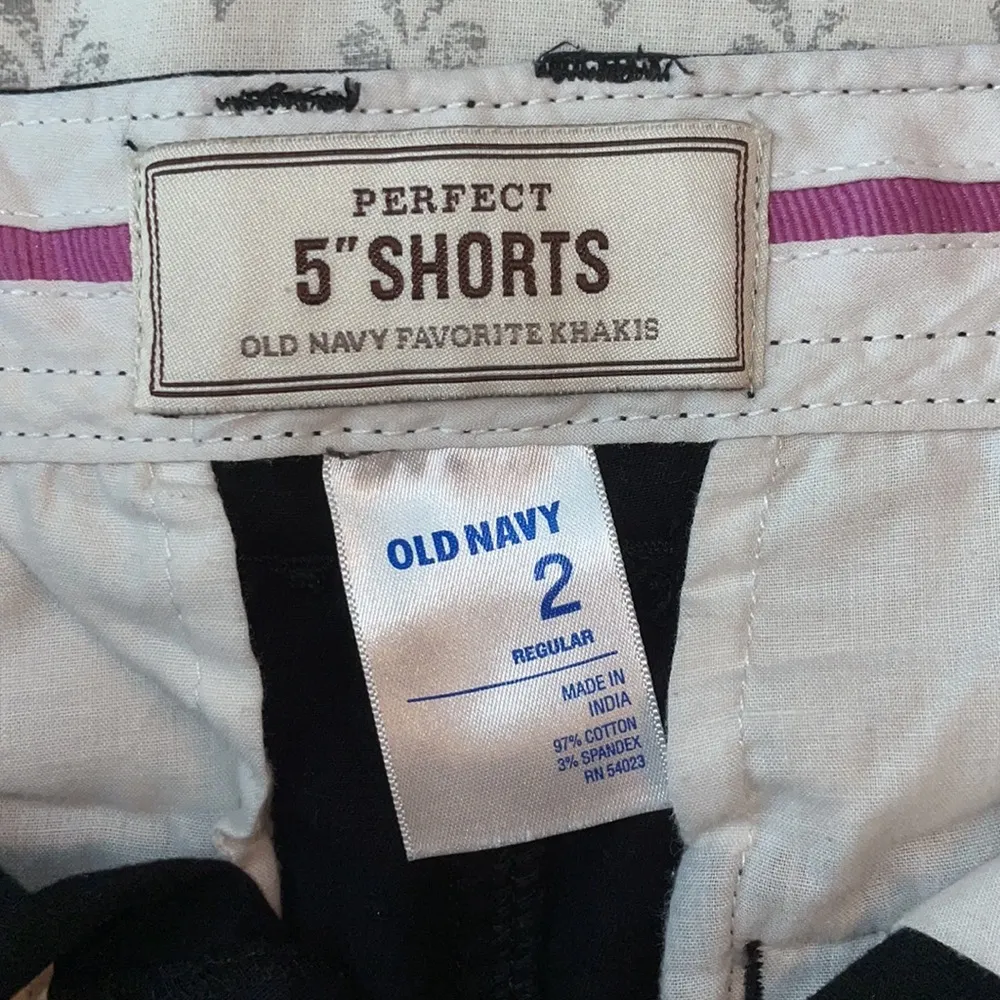 PERFECT
5" SHORTS
OLD NAVY FAVORITE KHAKIS
OLD NAVY
2
REGULAR
MADE IN
INDIA
97% COTTON
3% SPANDEX
RN 54023